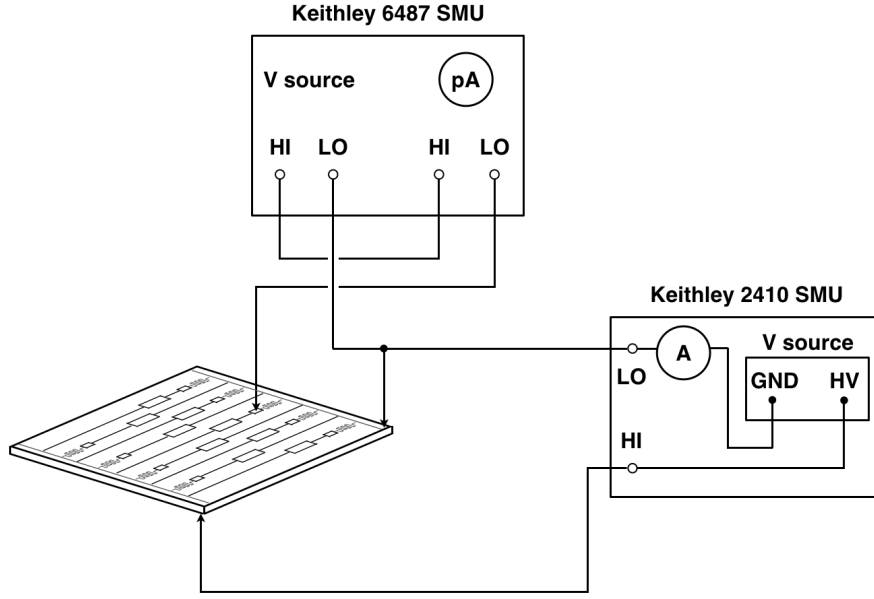 Keithley 6487 SMU
V source
pA
HI LO HI LO
Keithley 2410 SMU
V source
A
LO
GND HV
HI